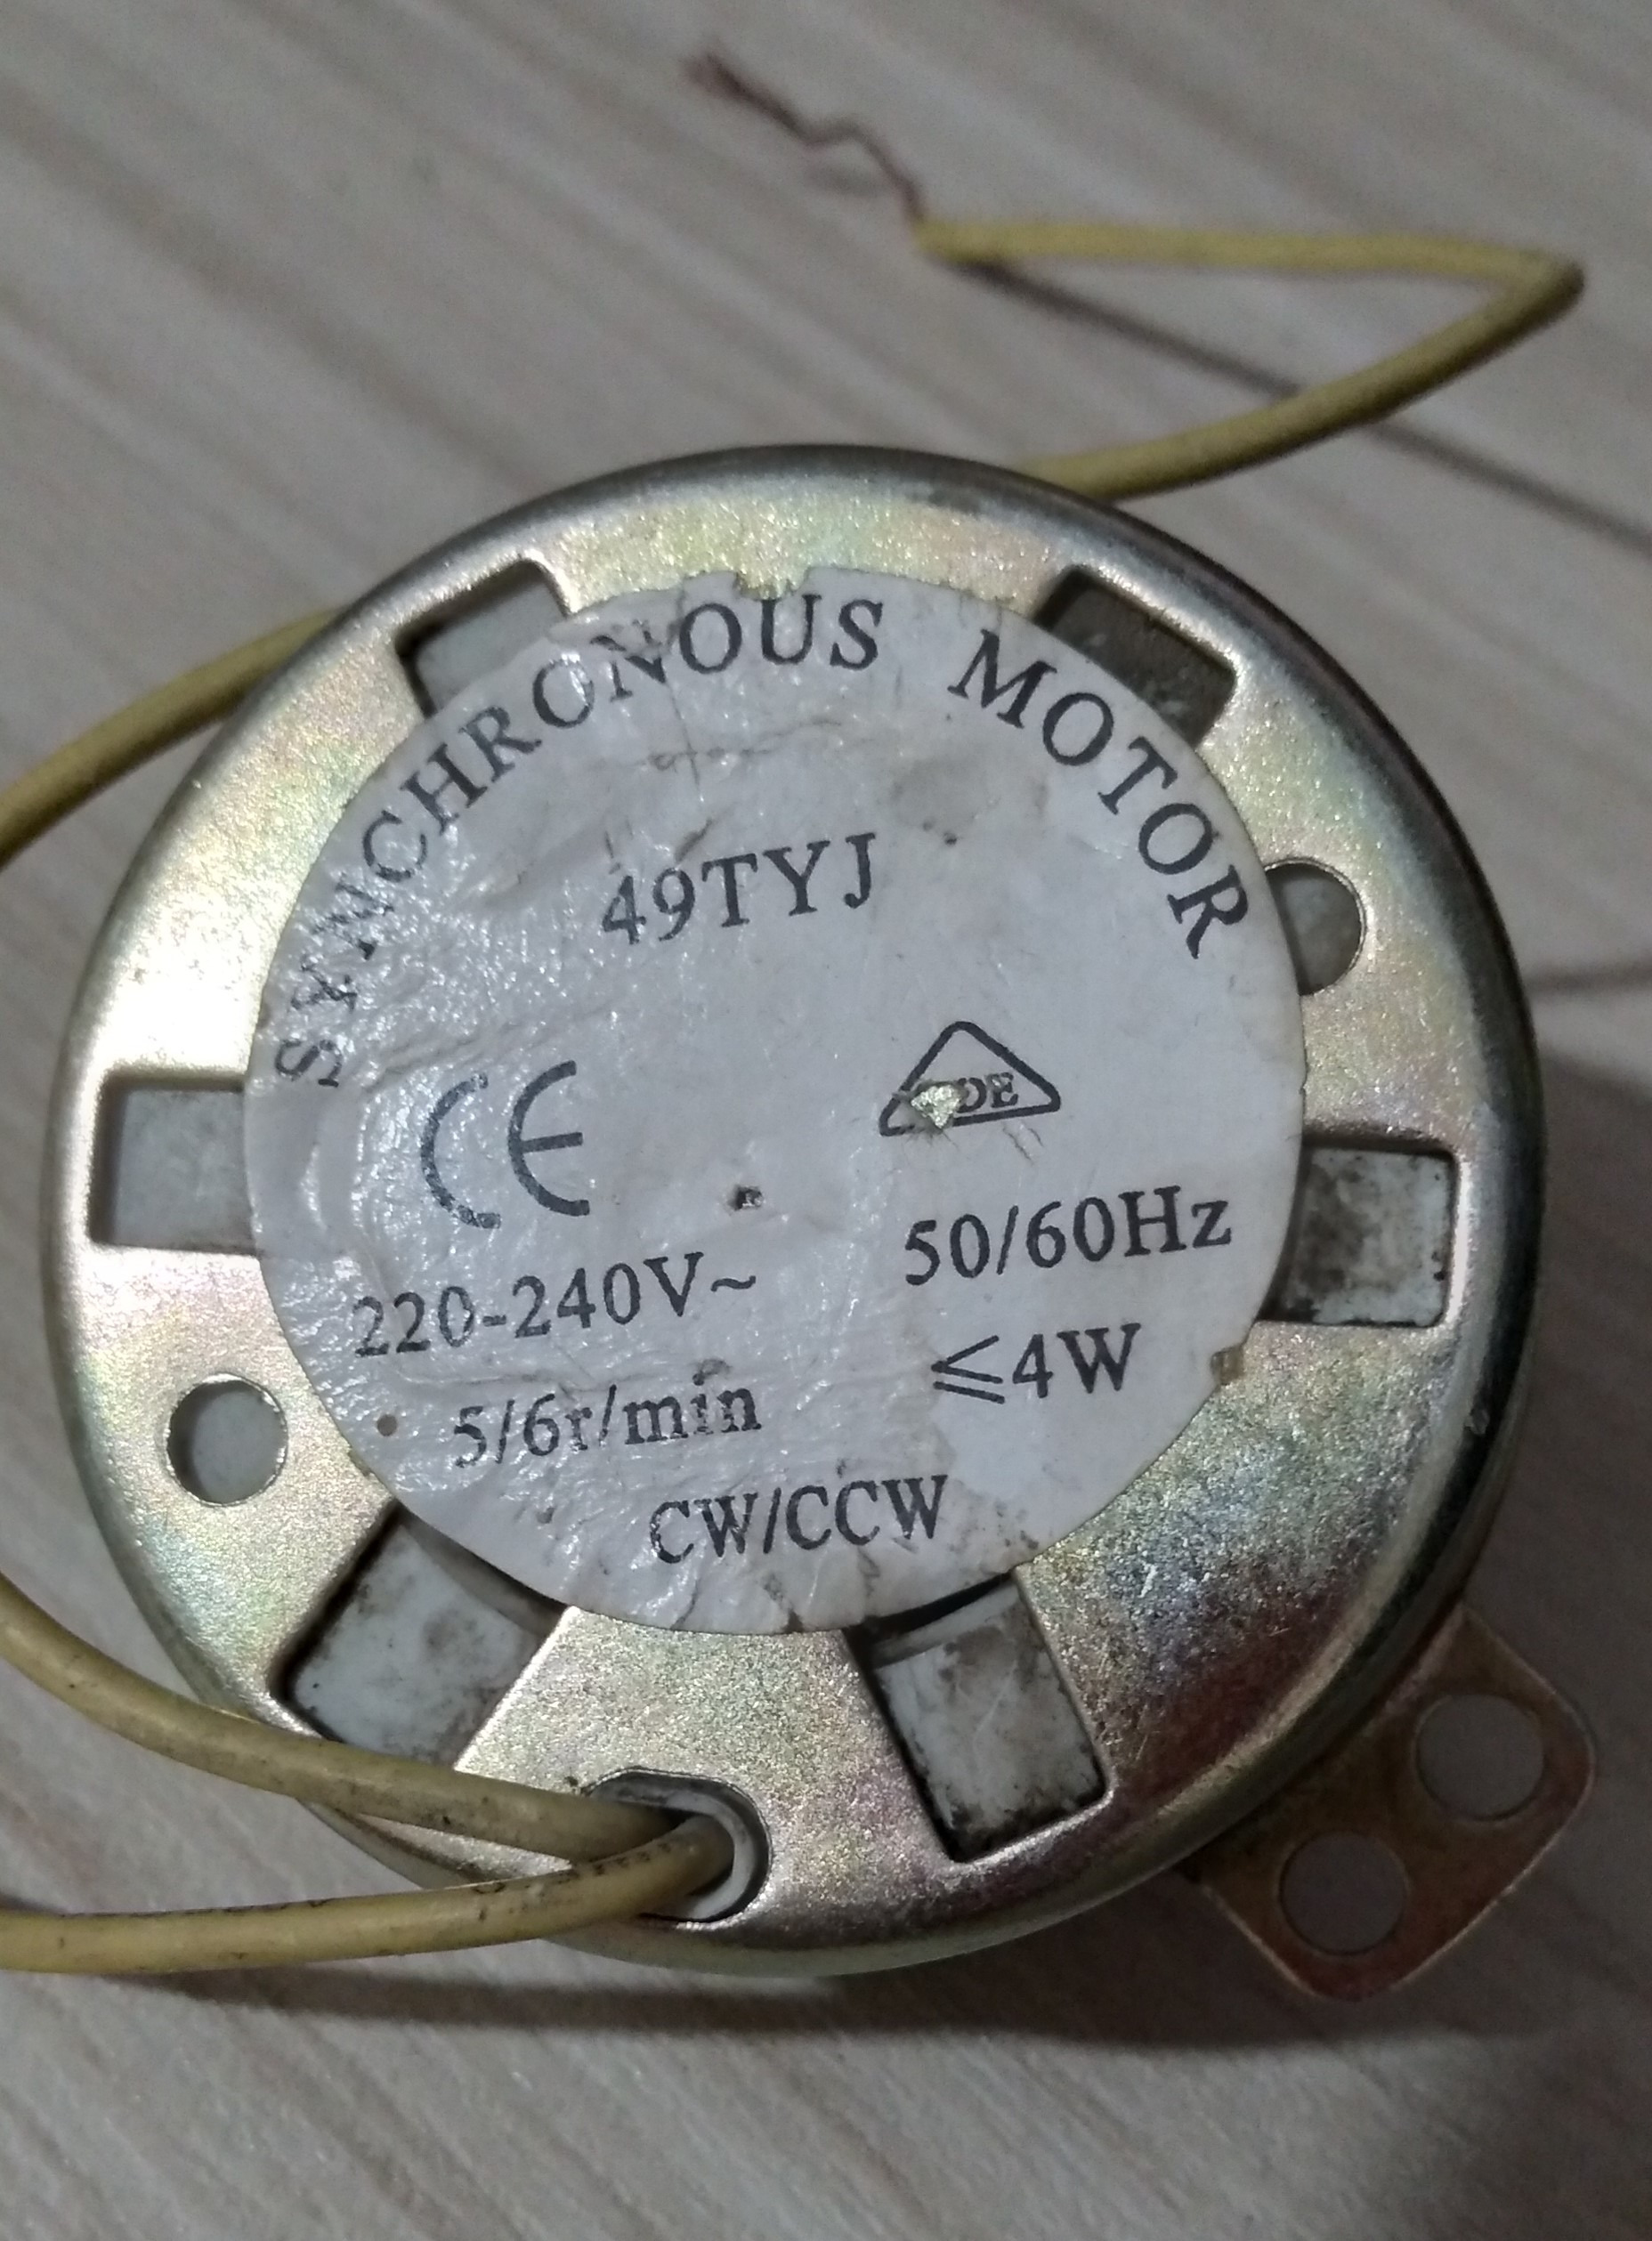 SYNCHRONOUS MOTOR
49TYJ
CE
220-240V~
50/60Hz
5/6r/min
≤4W
CW/CCW